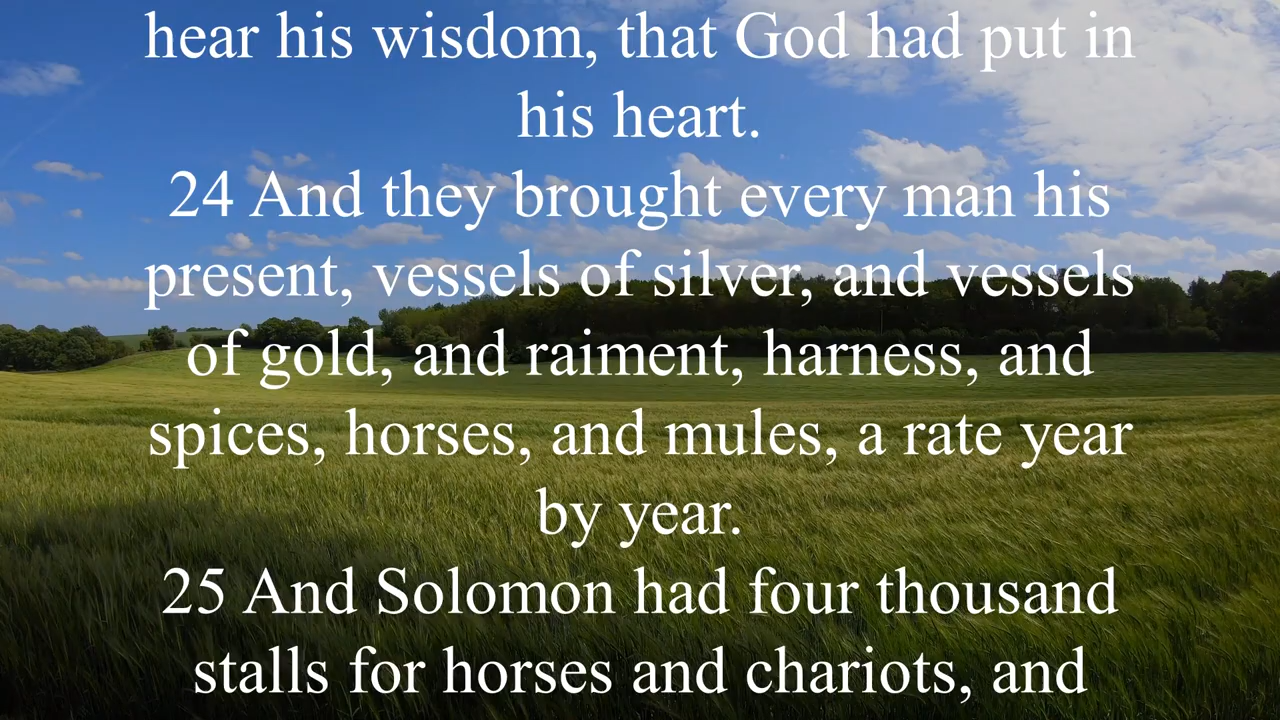 hear his wisdom, that God had put in
his heart.
24 And they brought every man his
present, vessels of silver, and vessels
of gold, and raiment, harness, and
spices, horses, and mules, a rate year
by year.
25 And Solomon had four thousand
stalls for horses and chariots, and